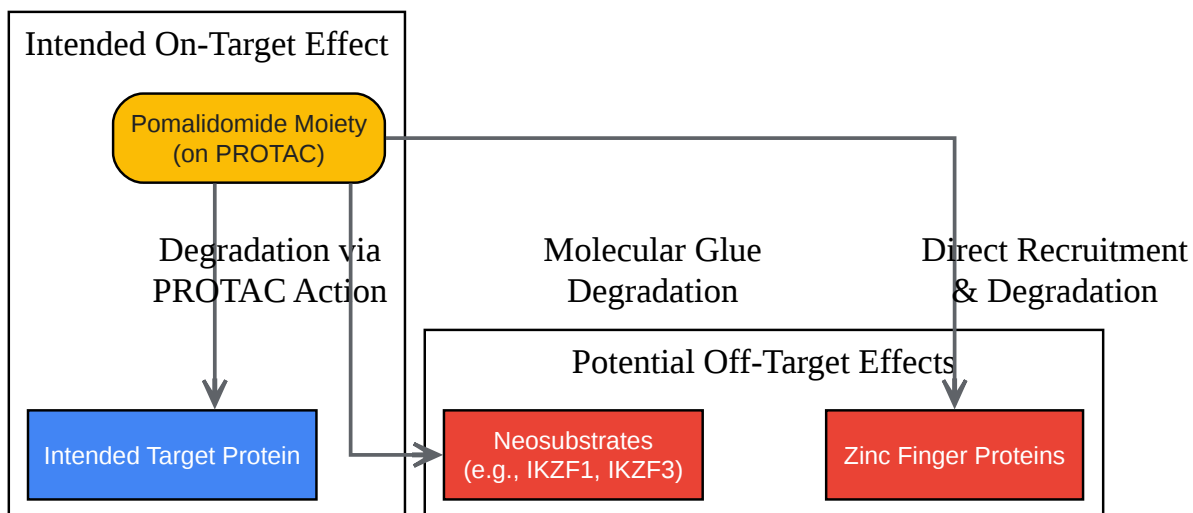 Intended On-Target Effect
Pomalidomide Moiety
(on PROTAC)
Degradation via
PROTAC Action
Molecular Glue
Degradation
Direct Recruitment
& Degradation
Potential Off-Target Effects
Intended Target Protein
Neosubstrates
(e.g., IKZF1, IKZF3)
Zinc Finger Proteins